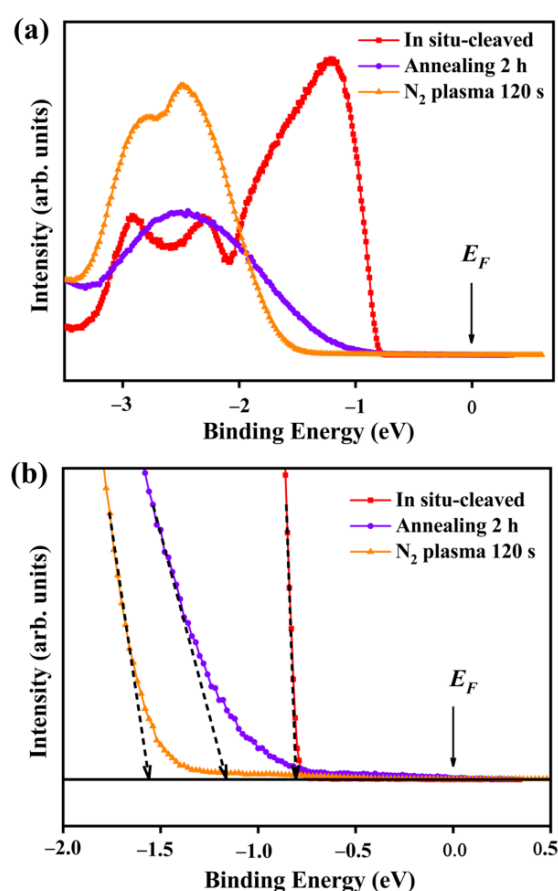 (a)
In situ-cleaved
Annealing 2 h
N₂ plasma 120 s
Intensity (arb. units)
E_F
−3
−2
−1
0
Binding Energy (eV)
(b)
In situ-cleaved
Annealing 2 h
N₂ plasma 120 s
Intensity (arb. units)
E_F
−2.0
−1.5
−1.0
−0.5
0.0
0.5
Binding Energy (eV)